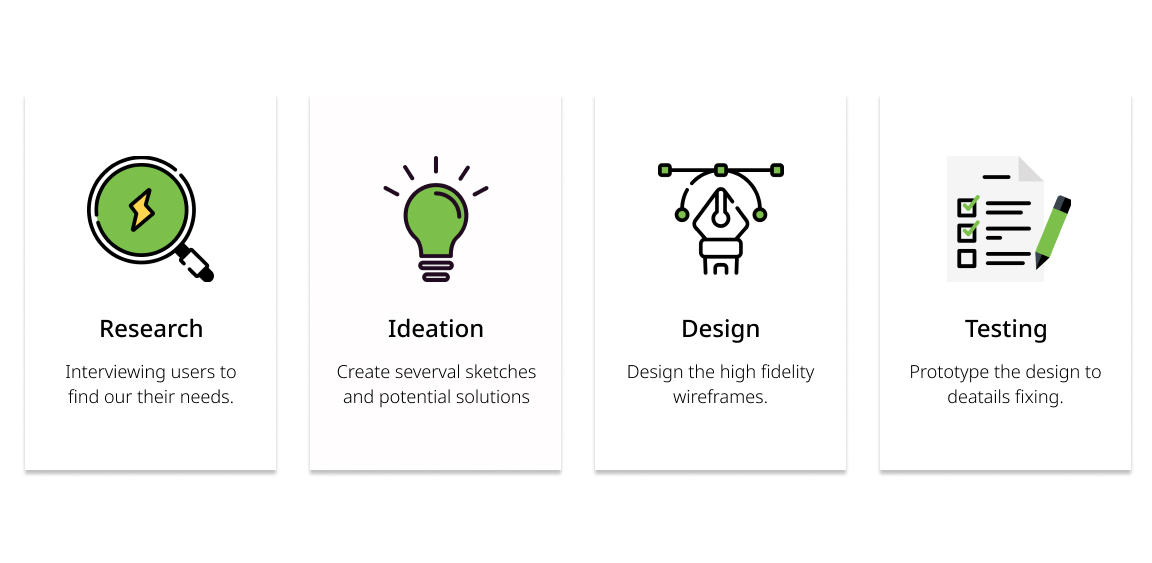 Research
Interviewing users to
find our their needs.
Ideation
Create severval sketches
and potential solutions
Design
Design the high fidelity
wireframes.
Testing
Prototype the design to
deatails fixing.